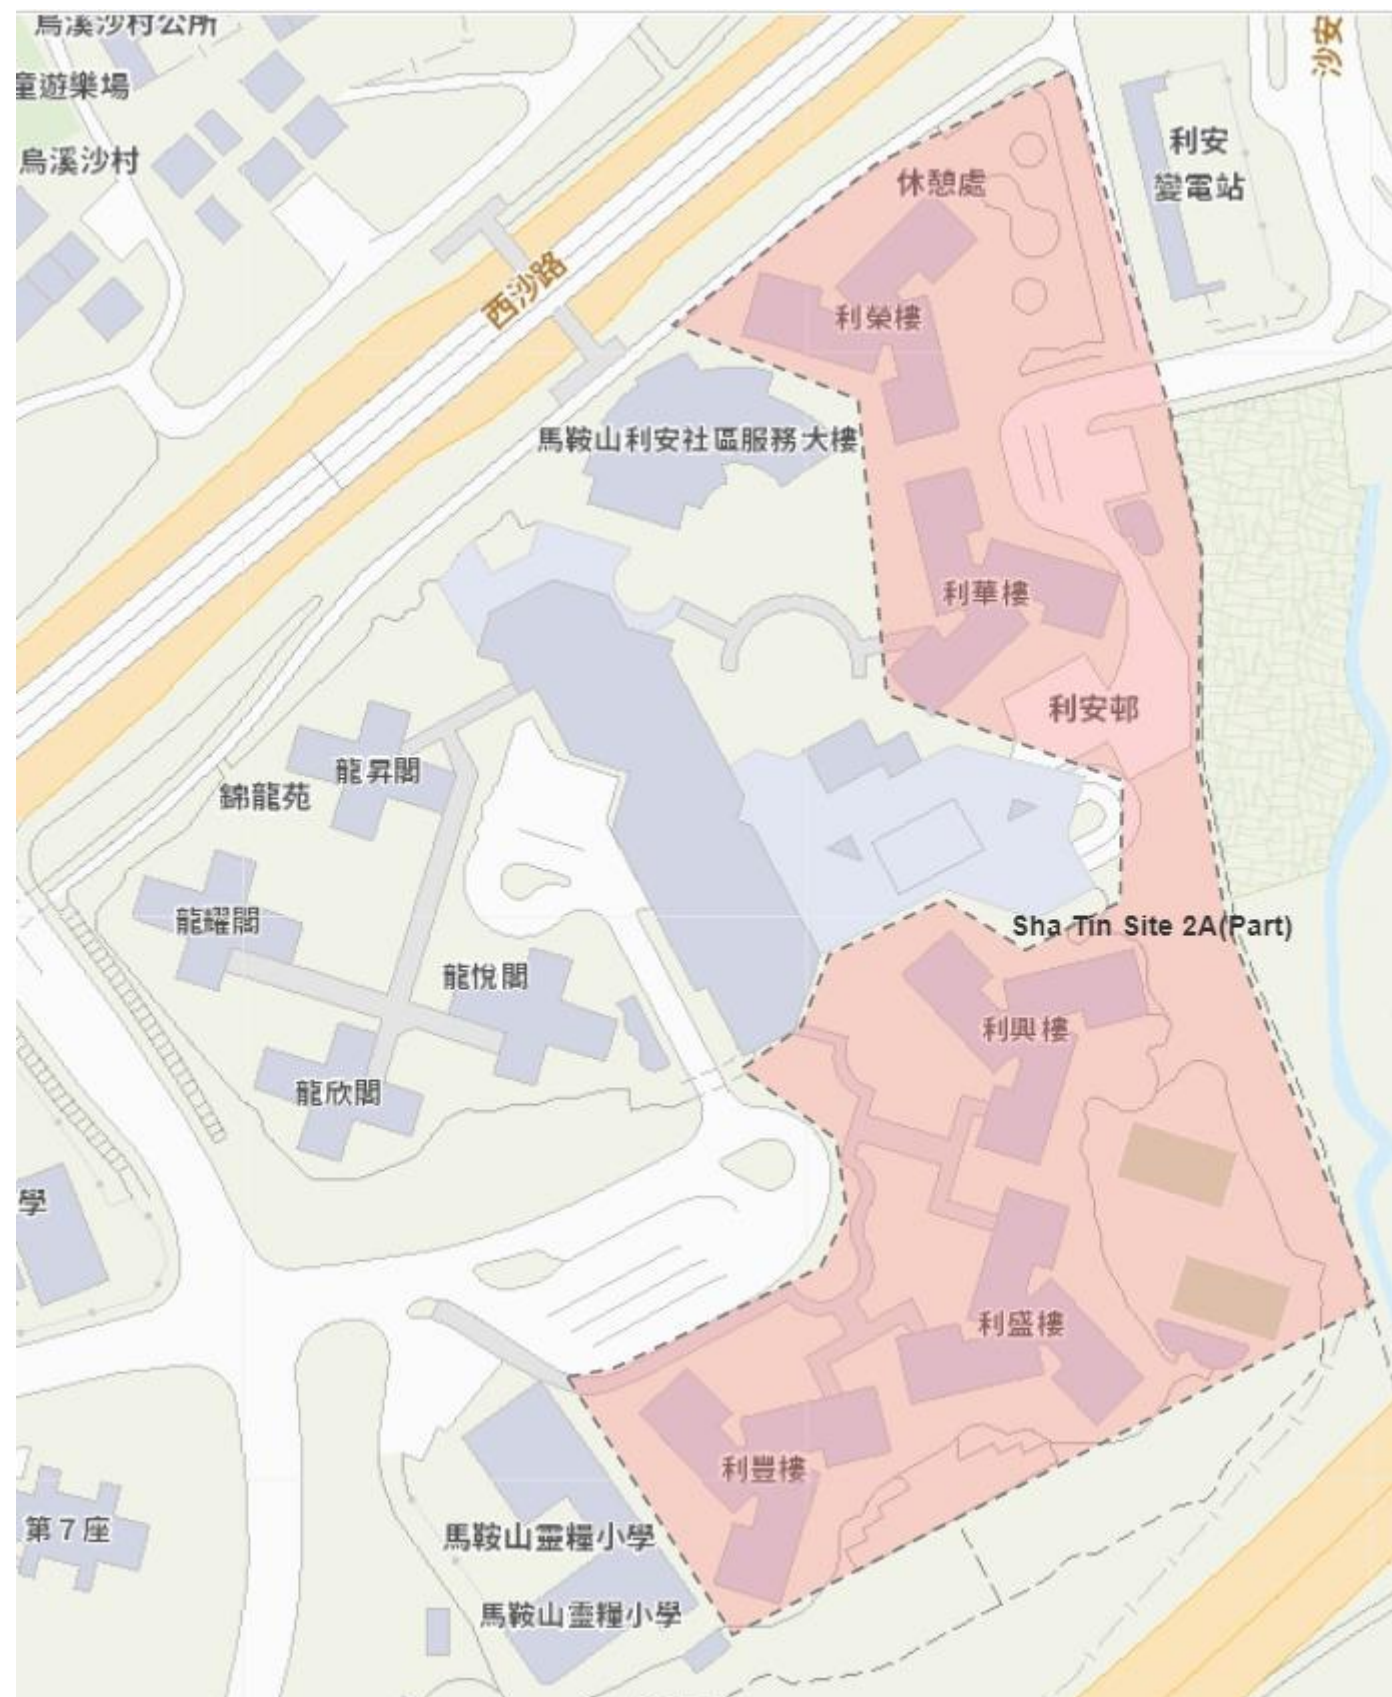 烏溪沙村公所
童遊樂場
烏溪沙村
沙安
利安
變電站
休憩處
西沙路
利榮樓
馬鞍山利安社區服務大樓
利華樓
利安邨
龍昇閣
錦龍苑
龍耀閣
Sha Tin Site 2A(Part)
龍悅閣
利興樓
龍欣閣
學
利盛樓
利豐樓
第7座
馬鞍山靈糧小學
馬鞍山靈糧小學